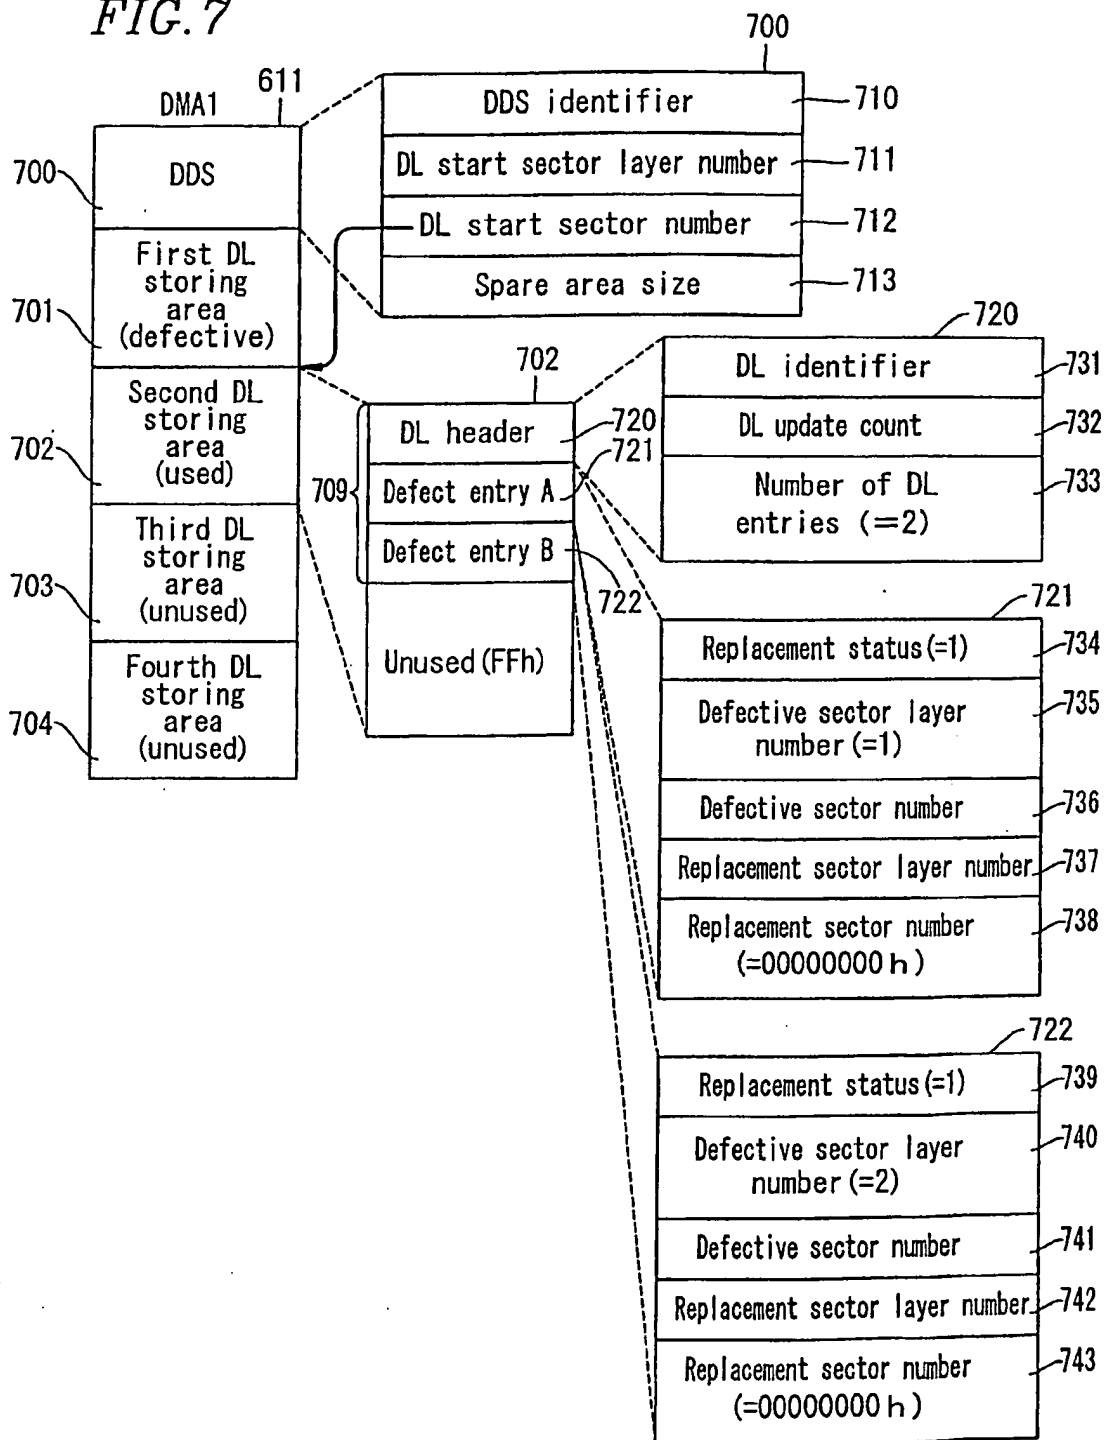 FIG. 7
700
DMA1
611
DDS identifier
710
DL start sector layer number
711
DL start sector number
712
Spare area size
713
700
DDS
First DL
storing
area
(defective)
701
Second DL
storing
area
(used)
702
Third DL
storing
area
(unused)
703
Fourth DL
storing
area
(unused)
704
702
DL header
720
709
Defect entry A
721
Defect entry B
722
Unused(FFh)
720
DL identifier
731
DL update count
732
Number of DL
entries (=2)
733
721
Replacement status(=1)
734
Defective sector layer
number(=1)
735
Defective sector number
736
Replacement sector layer number
737
Replacement sector number
(=00000000h)
738
722
Replacement status(=1)
739
Defective sector layer
number(=2)
740
Defective sector number
741
Replacement sector layer number
742
Replacement sector number
(=00000000h)
743